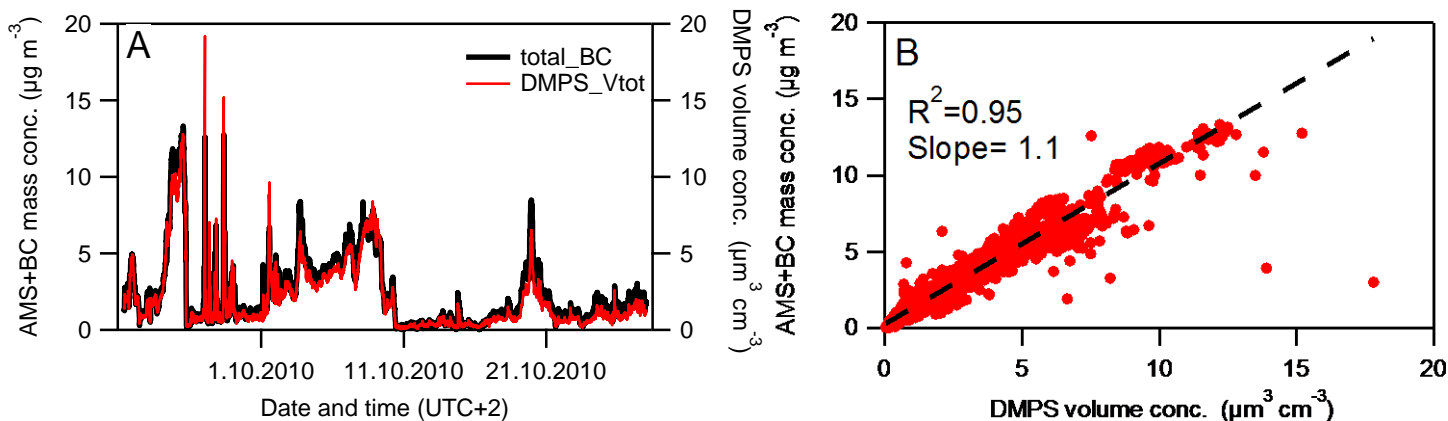 A
AMS+BC mass conc. (µg m⁻³)
20
15
10
5
0
total_BC
DMPS_Vtot
20
15
10
5
0
DMPS volume conc. (µm³ cm⁻³)
1.10.2010
11.10.2010
21.10.2010
Date and time (UTC+2)
B
AMS+BC mass conc. (µg m⁻³)
20
15
10
5
0
R²=0.95
Slope= 1.1
0
5
10
15
20
DMPS volume conc. (µm³ cm⁻³)